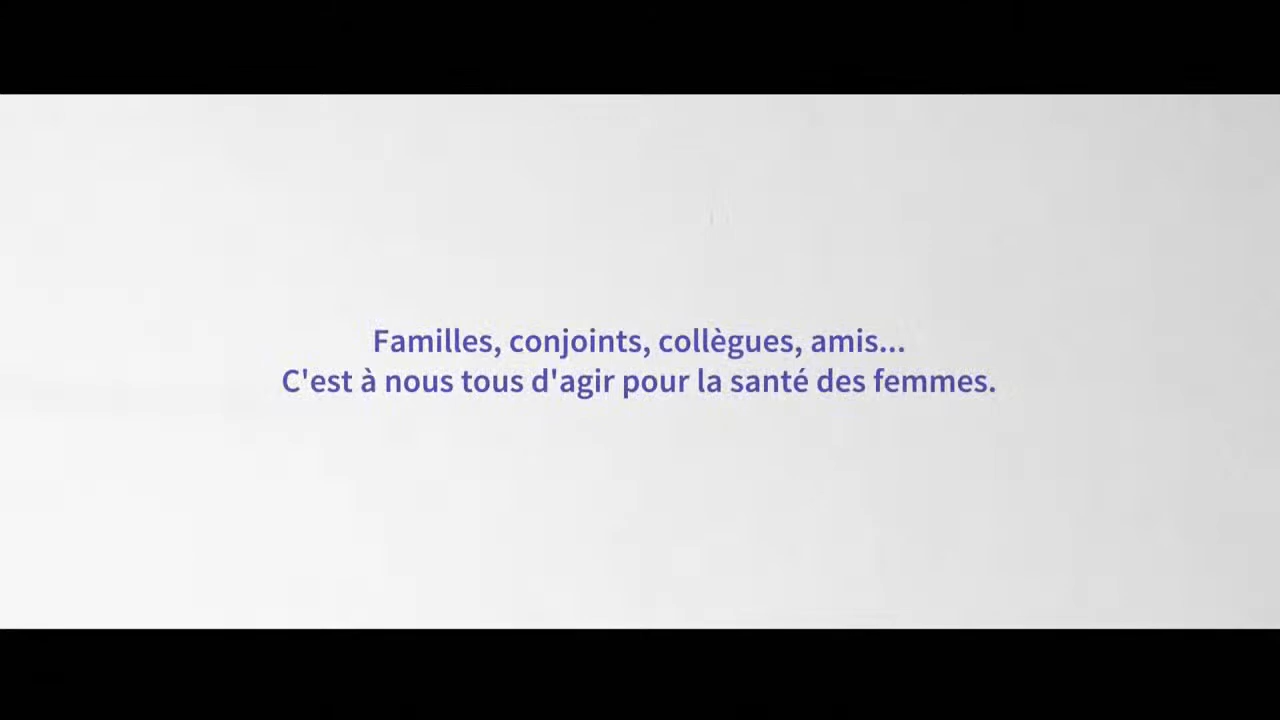 Familles, conjoints, collègues, amis...
C'est à nous tous d'agir pour la santé des femmes.